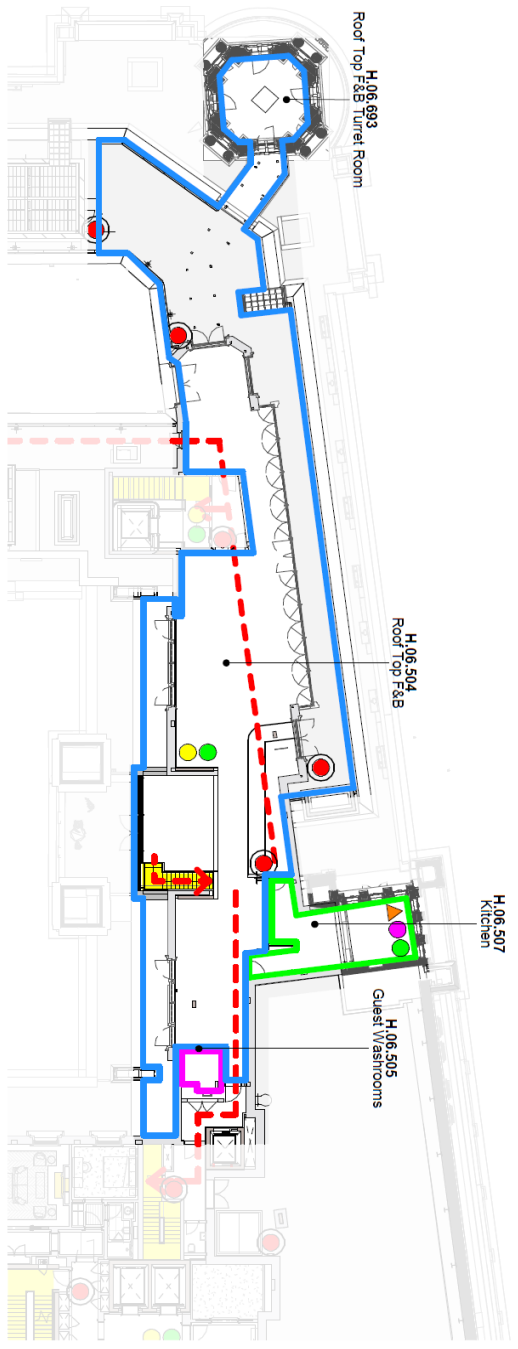 H.06.693
Roof Top F&B Turret Room
H.06.504
Roof Top F&B
H.06.507
Kitchen
H.06.505
Guest Washrooms